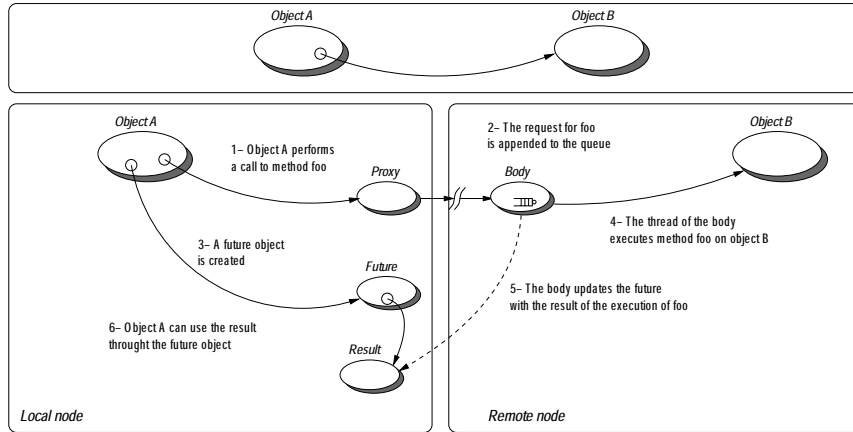 Object A
Object B
Object A
Object B
1– Object A performs
a call to method foo
2– The request for foo
is appended to the queue
Proxy
Body
3– A future object
is created
4– The thread of the body
executes method foo on object B
Future
5– The body updates the future
with the result of the execution of foo
6– Object A can use the result
throught the future object
Result
Local node
Remote node